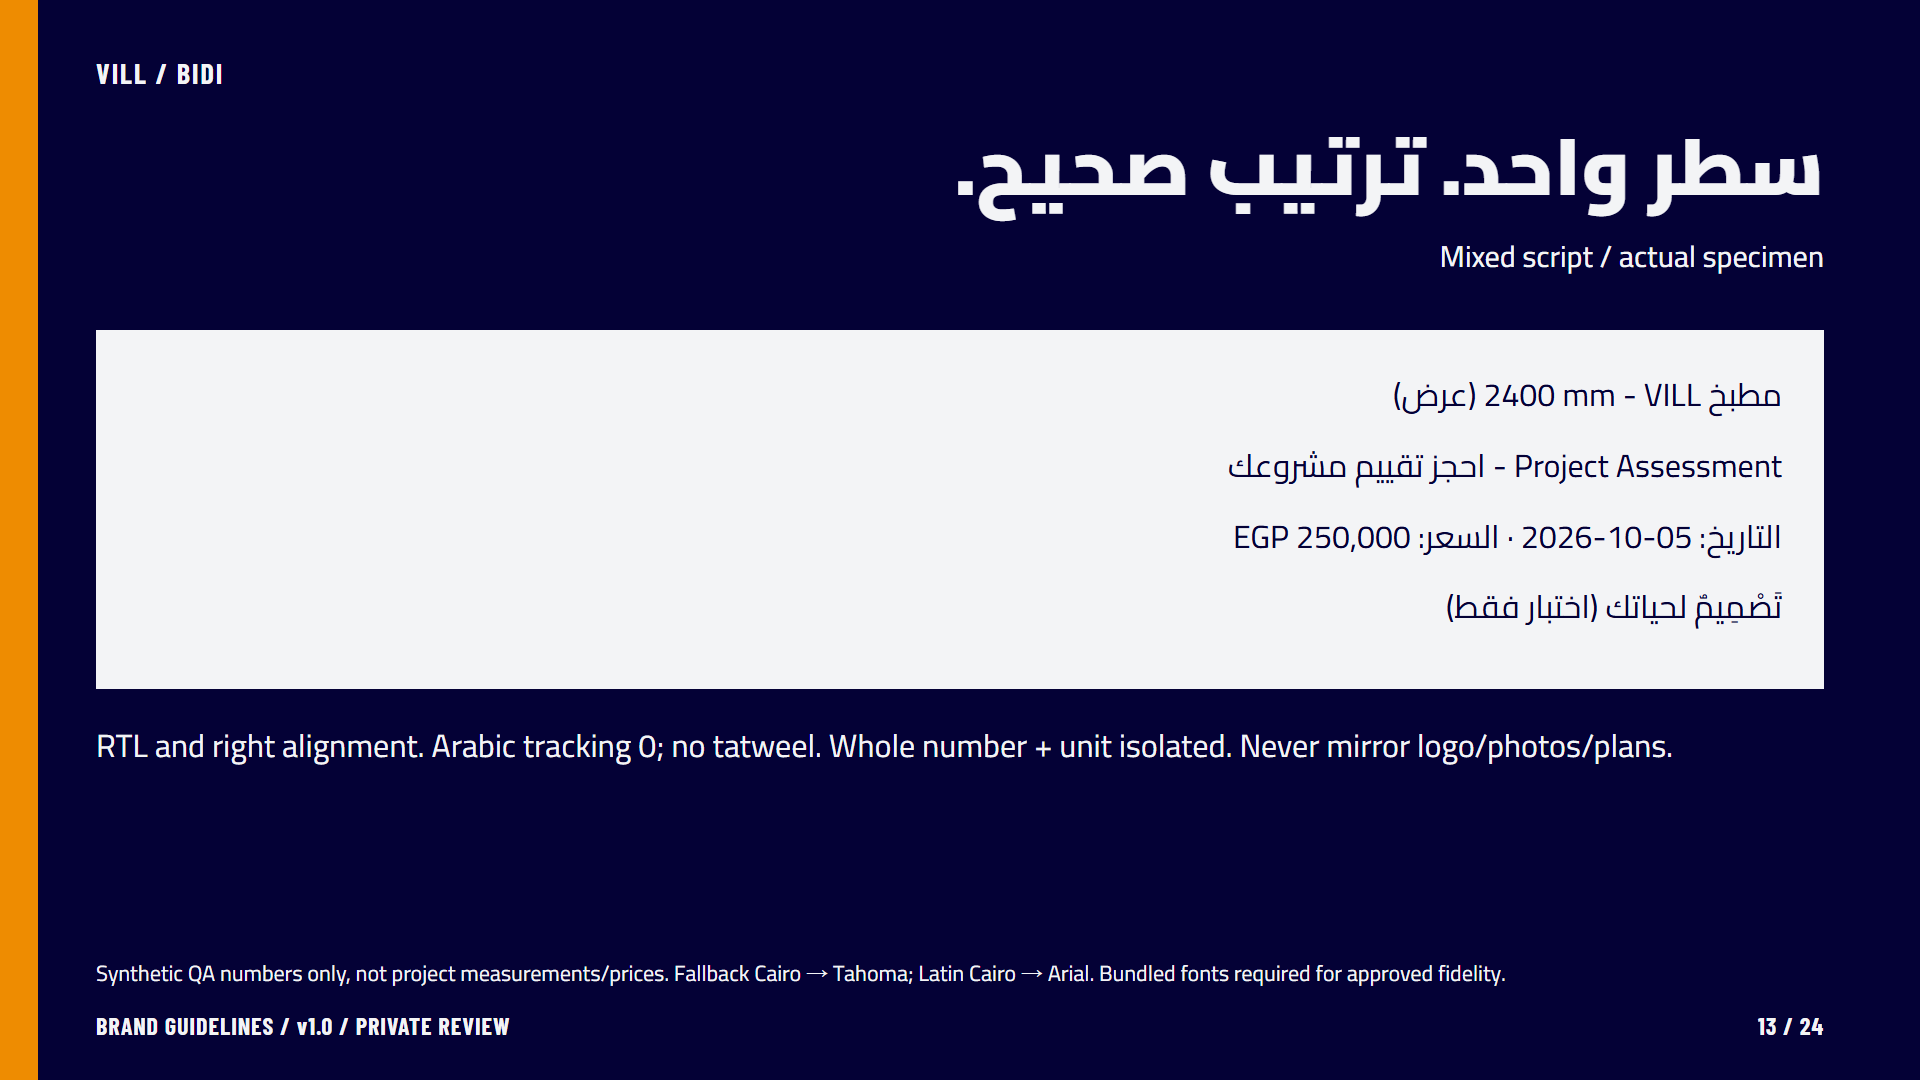 VILL / BIDI
سطر واحد. ترتيب صحيح.
Mixed script / actual specimen
مطبخ VILL - 2400 mm (عرض)
Project Assessment - احجز تقييم مشروعك
التاريخ: 2026-10-05 · السعر: EGP 250,000
تَصْمِيمٌ لحياتك (اختبار فقط)
RTL and right alignment. Arabic tracking 0; no tatweel. Whole number + unit isolated. Never mirror logo/photos/plans.
Synthetic QA numbers only, not project measurements/prices. Fallback Cairo → Tahoma; Latin Cairo → Arial. Bundled fonts required for approved fidelity.
BRAND GUIDELINES / v1.0 / PRIVATE REVIEW
13 / 24